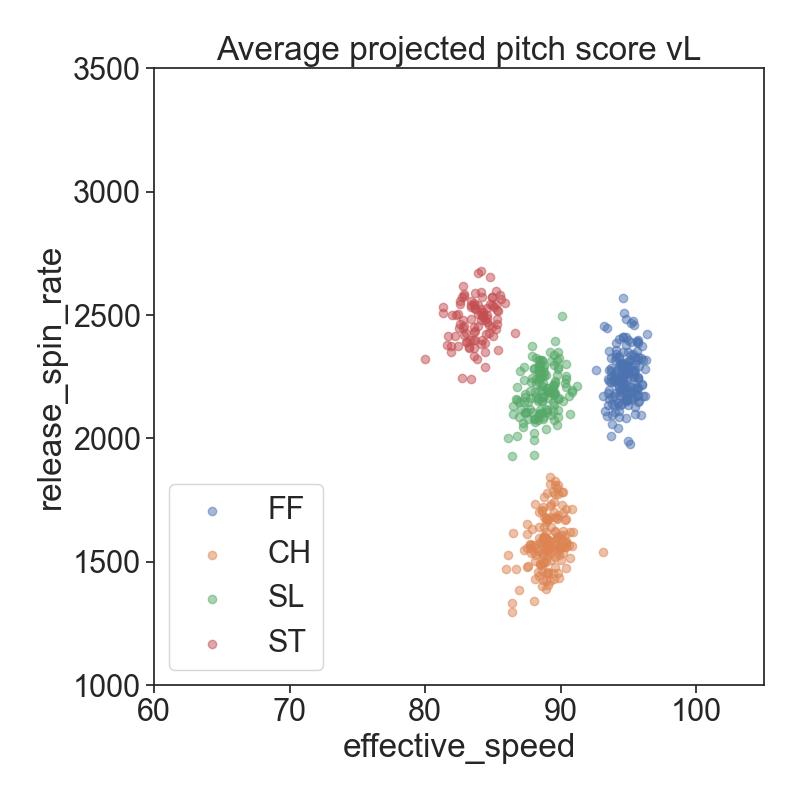 Average projected pitch score vL
3500
3000
2500
2000
1500
1000
release_spin_rate
FF
CH
SL
ST
60
70
80
90
100
effective_speed